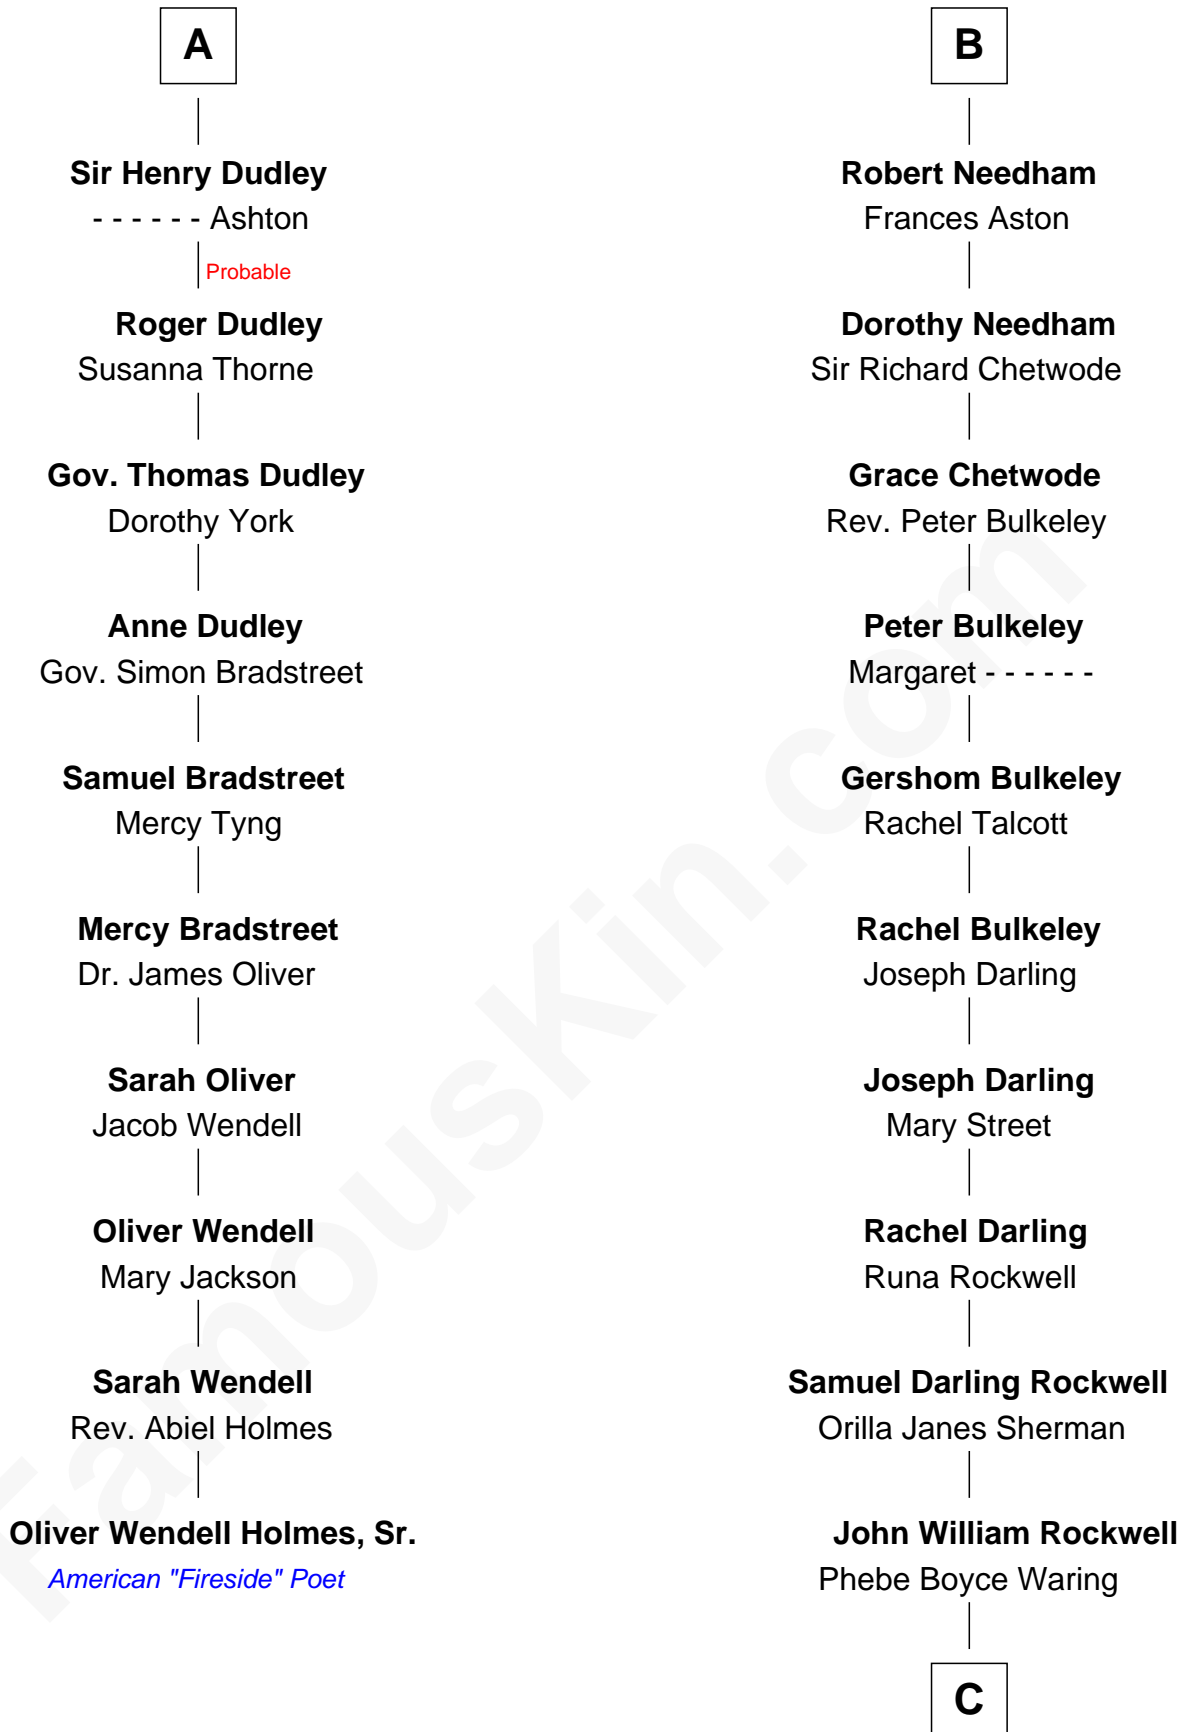 A
Sir Henry Dudley
- - - - - - Ashton
Probable
Roger Dudley
Susanna Thorne
Gov. Thomas Dudley
Dorothy York
Anne Dudley
Gov. Simon Bradstreet
Samuel Bradstreet
Mercy Tyng
Mercy Bradstreet
Dr. James Oliver
Sarah Oliver
Jacob Wendell
Oliver Wendell
Mary Jackson
Sarah Wendell
Rev. Abiel Holmes
Oliver Wendell Holmes, Sr.
American "Fireside" Poet
B
Robert Needham
Frances Aston
Dorothy Needham
Sir Richard Chetwode
Grace Chetwode
Rev. Peter Bulkeley
Peter Bulkeley
Margaret - - - - - -
Gershom Bulkeley
Rachel Talcott
Rachel Bulkeley
Joseph Darling
Joseph Darling
Mary Street
Rachel Darling
Runa Rockwell
Samuel Darling Rockwell
Orilla Janes Sherman
John William Rockwell
Phebe Boyce Waring
C
FamousKin.com